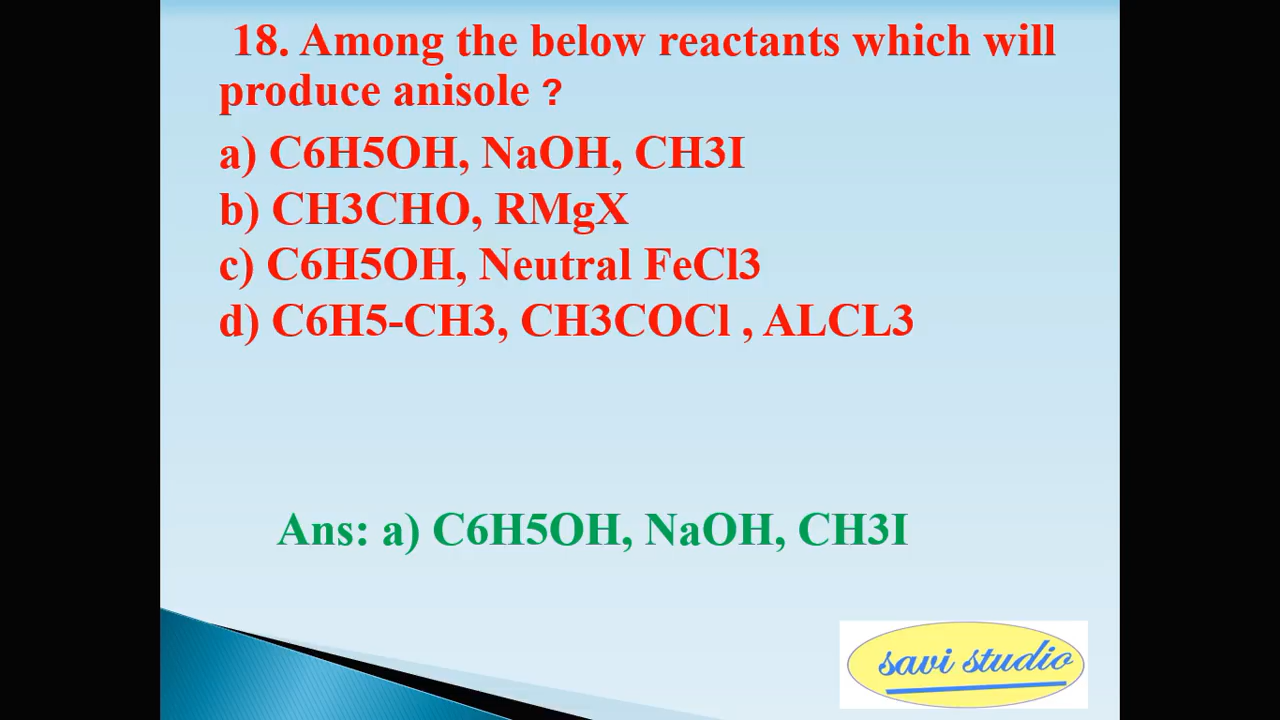 18. Among the below reactants which will
produce anisole ?
a) C6H5OH, NaOH, CH3I
b) CH3CHO, RMgX
c) C6H5OH, Neutral FeCl3
d) C6H5-CH3, CH3COCl , ALCL3
Ans: a) C6H5OH, NaOH, CH3I
savi studio